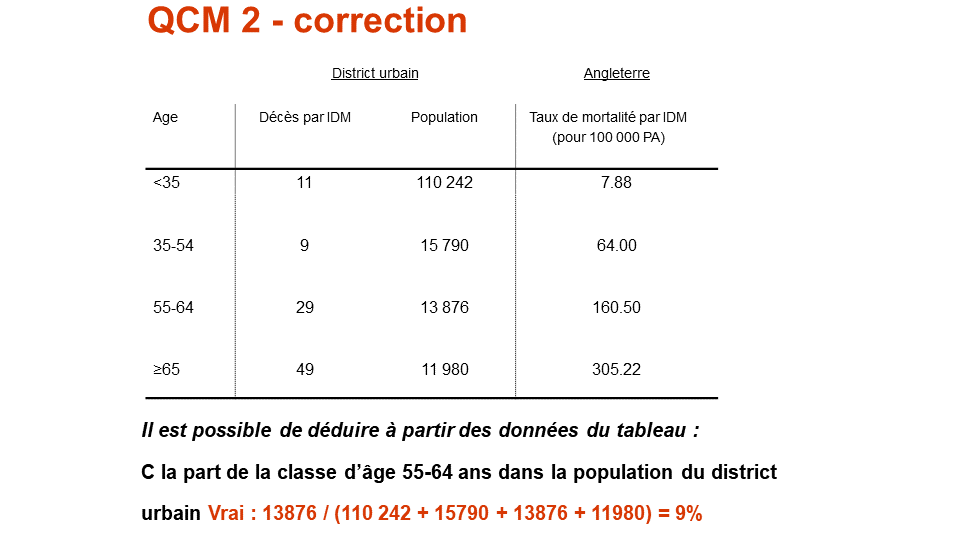 QCM 2 - correction
District urbain Angleterre
Age Décès par IDM Population Taux de mortalité par IDM
(pour 100 000 PA)
<35 11 110 242 7.88
35-54 9 15 790 64.00
55-64 29 13 876 160.50
≥65 49 11 980 305.22
Il est possible de déduire à partir des données du tableau :
C la part de la classe d’âge 55-64 ans dans la population du district
urbain Vrai : 13876 / (110 242 + 15790 + 13876 + 11980) = 9%